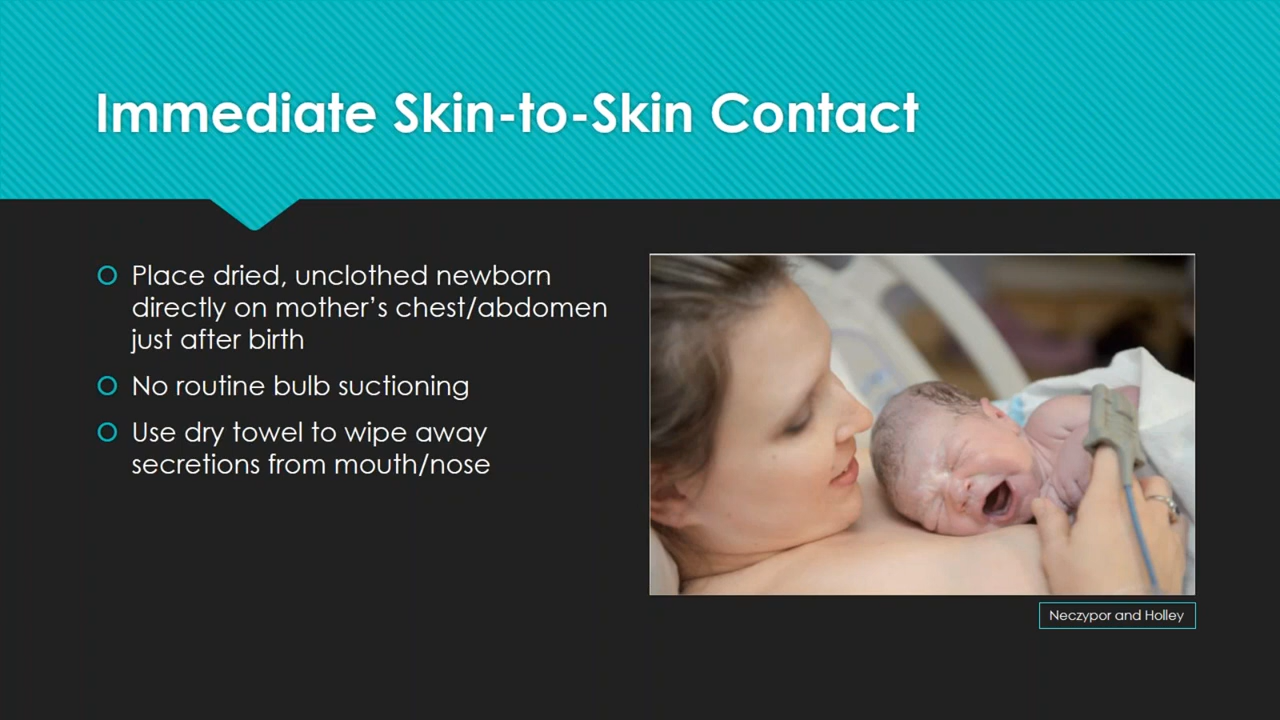 Immediate Skin-to-Skin Contact
Place dried, unclothed newborn
directly on mother’s chest/abdomen
just after birth
No routine bulb suctioning
Use dry towel to wipe away
secretions from mouth/nose
Neczypor and Holley